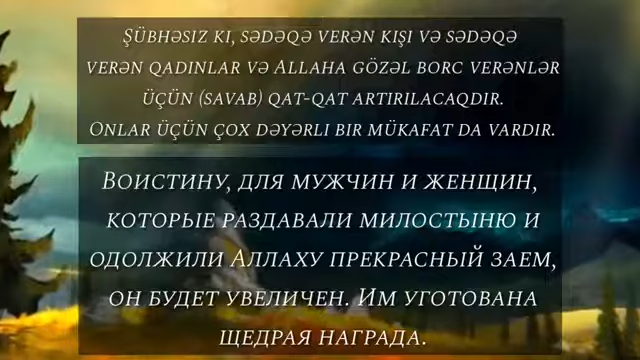 Şübhəsiz ki, sədəqə verən kişi və sədəqə
verən qadınlar və Allaha gözəl borc verənlər
üçün (savab) qat-qat artırılacaqdır.
Onlar üçün çox dəyərli bir mükafat da vardır.
Воистину, для мужчин и женщин,
которые раздавали милостыню и
одолжили Аллаху прекрасный заем,
он будет увеличен. Им уготована
щедрая награда.